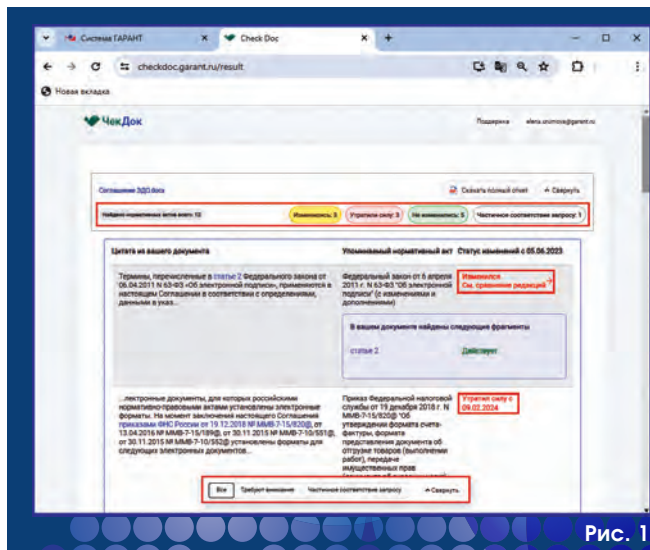 Система ГАРАНТ
Check Doc
checkdoc.garant.ru/result
Новая вкладка
ЧекДок
Поддержка
Соглашение ЭДО.docx
Скачать полный отчет
Свернуть
Найдено нормативных актов всего: 12
Изменились: 3
Утратили силу: 3
Не изменились: 5
Частичное соответствие запросу: 1
Цитата из вашего документа
Упоминаемый нормативный акт
Статус изменений с 05.06.2023
Термины, перечисленные в статье 2 Федерального закона от
06.04.2011 N 63-ФЗ «Об электронной подписи», применяются в
настоящем Соглашении в соответствии с определениями,
данными в указ...
Федеральный закон от 6 апреля
2011 г. N 63-ФЗ "Об электронной
подписи" (с изменениями и
дополнениями)
Изменился
См. сравнение редакций
В вашем документе найдены следующие фрагменты
статье 2
Действует
...лектронные документы, для которых российскими
нормативно-правовыми актами установлены электронные
форматы. На момент заключения настоящего Соглашения
приказами ФНС России от 19.12.2018 № ММВ-7-15/820@, от
13.04.2016 № ММВ-7-15/189@, от 30.11.2015 № ММВ-7-10/551@,
от 30.11.2015 № ММВ-7-10/552@ установлены форматы для
следующих электронных документов...
Приказ Федеральной налоговой
службы от 19 декабря 2018 г. N
ММВ-7-15/820@ "Об
утверждении формата счета-
фактуры, формата
представления документа об
отгрузке товаров (выполнении
работ), передаче
имущественных прав
Утратил силу с
09.02.2024
Все
Требуют внимания
Частичное соответствие запросу
Свернуть
Рис. 1